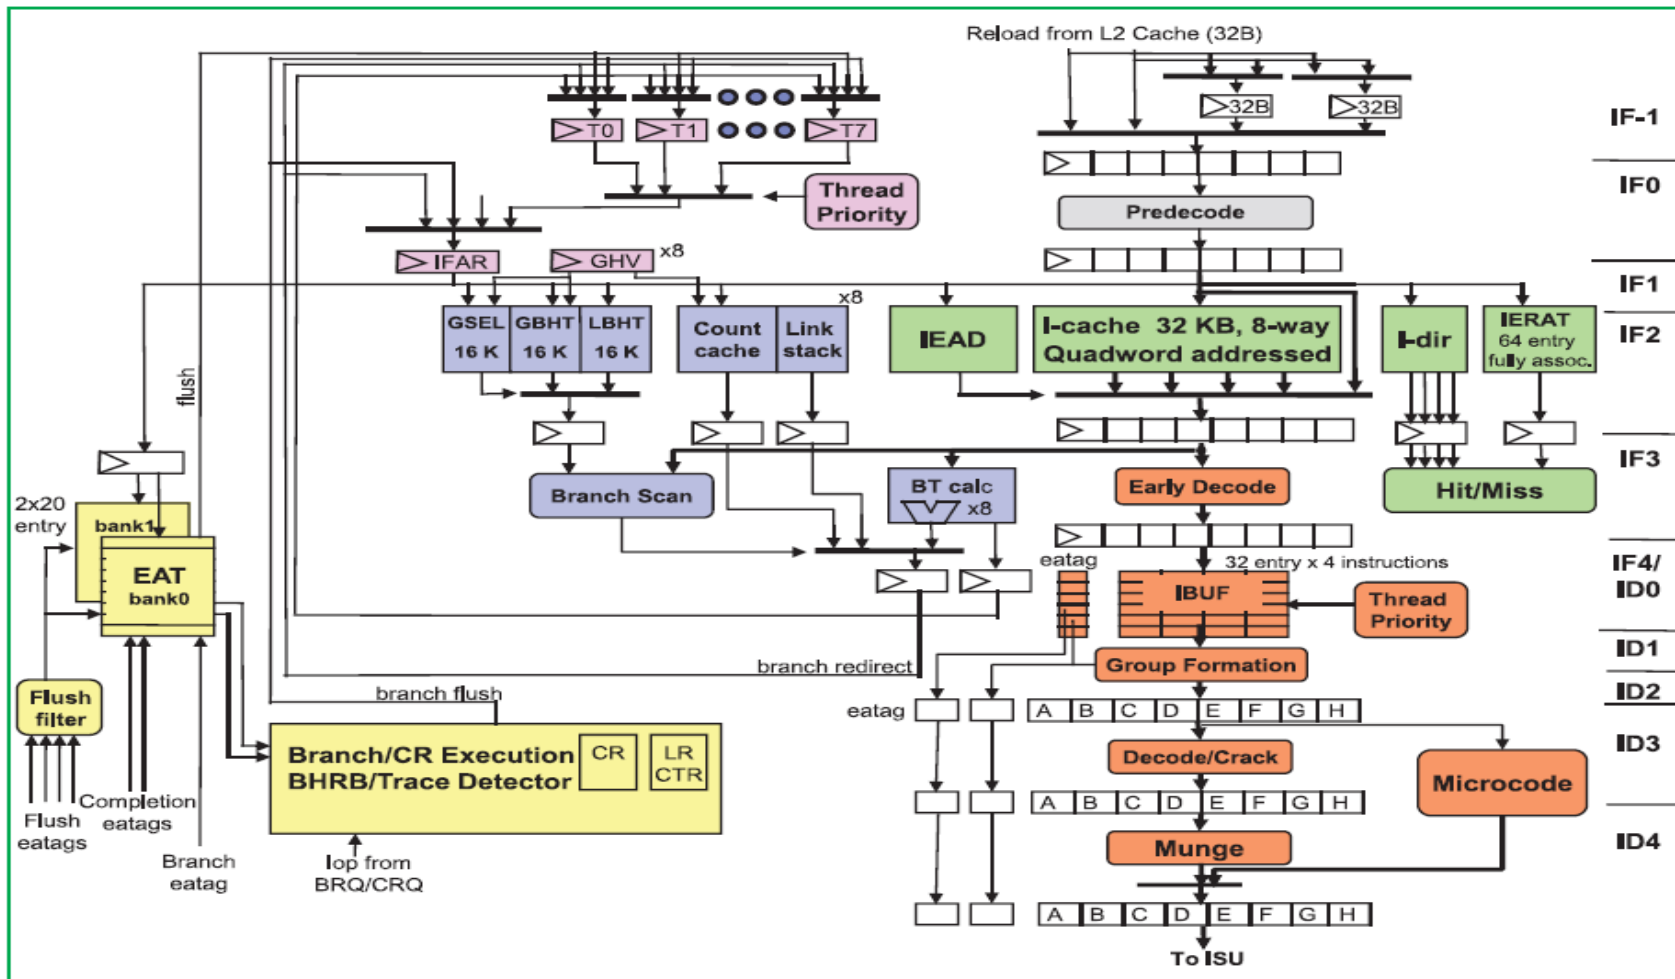 Reload from L2 Cache (32B)
32B
32B
IF-1
T0
T1
T7
IF0
Thread
Priority
Predecode
IFAR
GHV
x8
IF1
GSEL
16 K
GBHT
16 K
LBHT
16 K
Count
cache
Link
stack
x8
IEAD
I-cache 32 KB, 8-way
Quadword addressed
I-dir
IERAT
64 entry
fully assoc.
IF2
flush
IF3
Branch Scan
BT calc
x8
Early Decode
Hit/Miss
2x20
entry
bank1
EAT
bank0
eatag
32 entry x 4 instructions
IBUF
Thread
Priority
IF4/
ID0
branch redirect
Group Formation
ID1
Flush
filter
branch flush
eatag
A B C D E F G H
ID2
Branch/CR Execution
BHRB/Trace Detector
CR
LR
CTR
Decode/Crack
Microcode
ID3
Completion
eatags
Flush
eatags
A B C D E F G H
Branch
eatag
Iop from
BRQ/CRQ
Munge
ID4
A B C D E F G H
To ISU